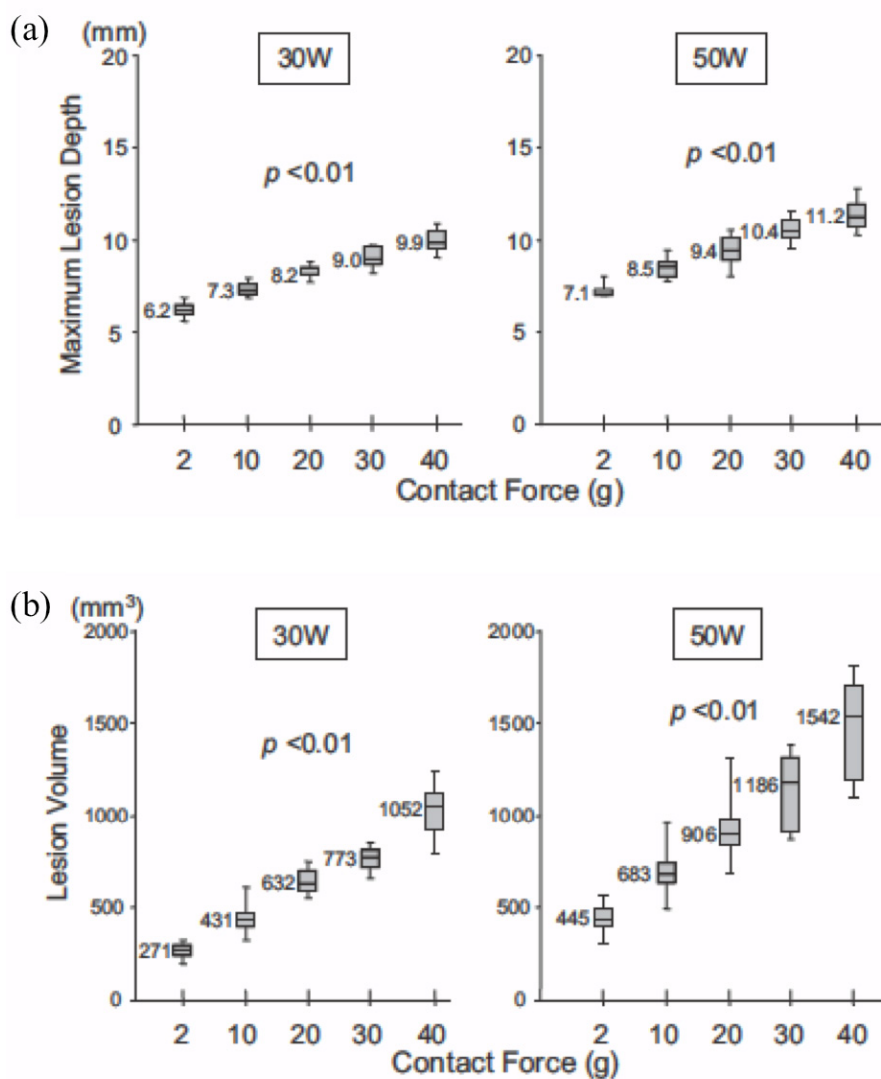 (a) (mm)
30W 50W
20 20
p <0.01 p <0.01
15 15
Maximum Lesion Depth
10 10
6.2 7.3 8.2 9.0 9.9 7.1 8.5 9.4 10.4 11.2
5 5
0 0
2 10 20 30 40 2 10 20 30 40
Contact Force (g)
(b) (mm³)
30W 50W
2000 2000
p <0.01 p <0.01
1500 1500
Lesion Volume
1000 1000
271 431 632 773 1052 445 683 906 1186 1542
500 500
0 0
2 10 20 30 40 2 10 20 30 40
Contact Force (g)